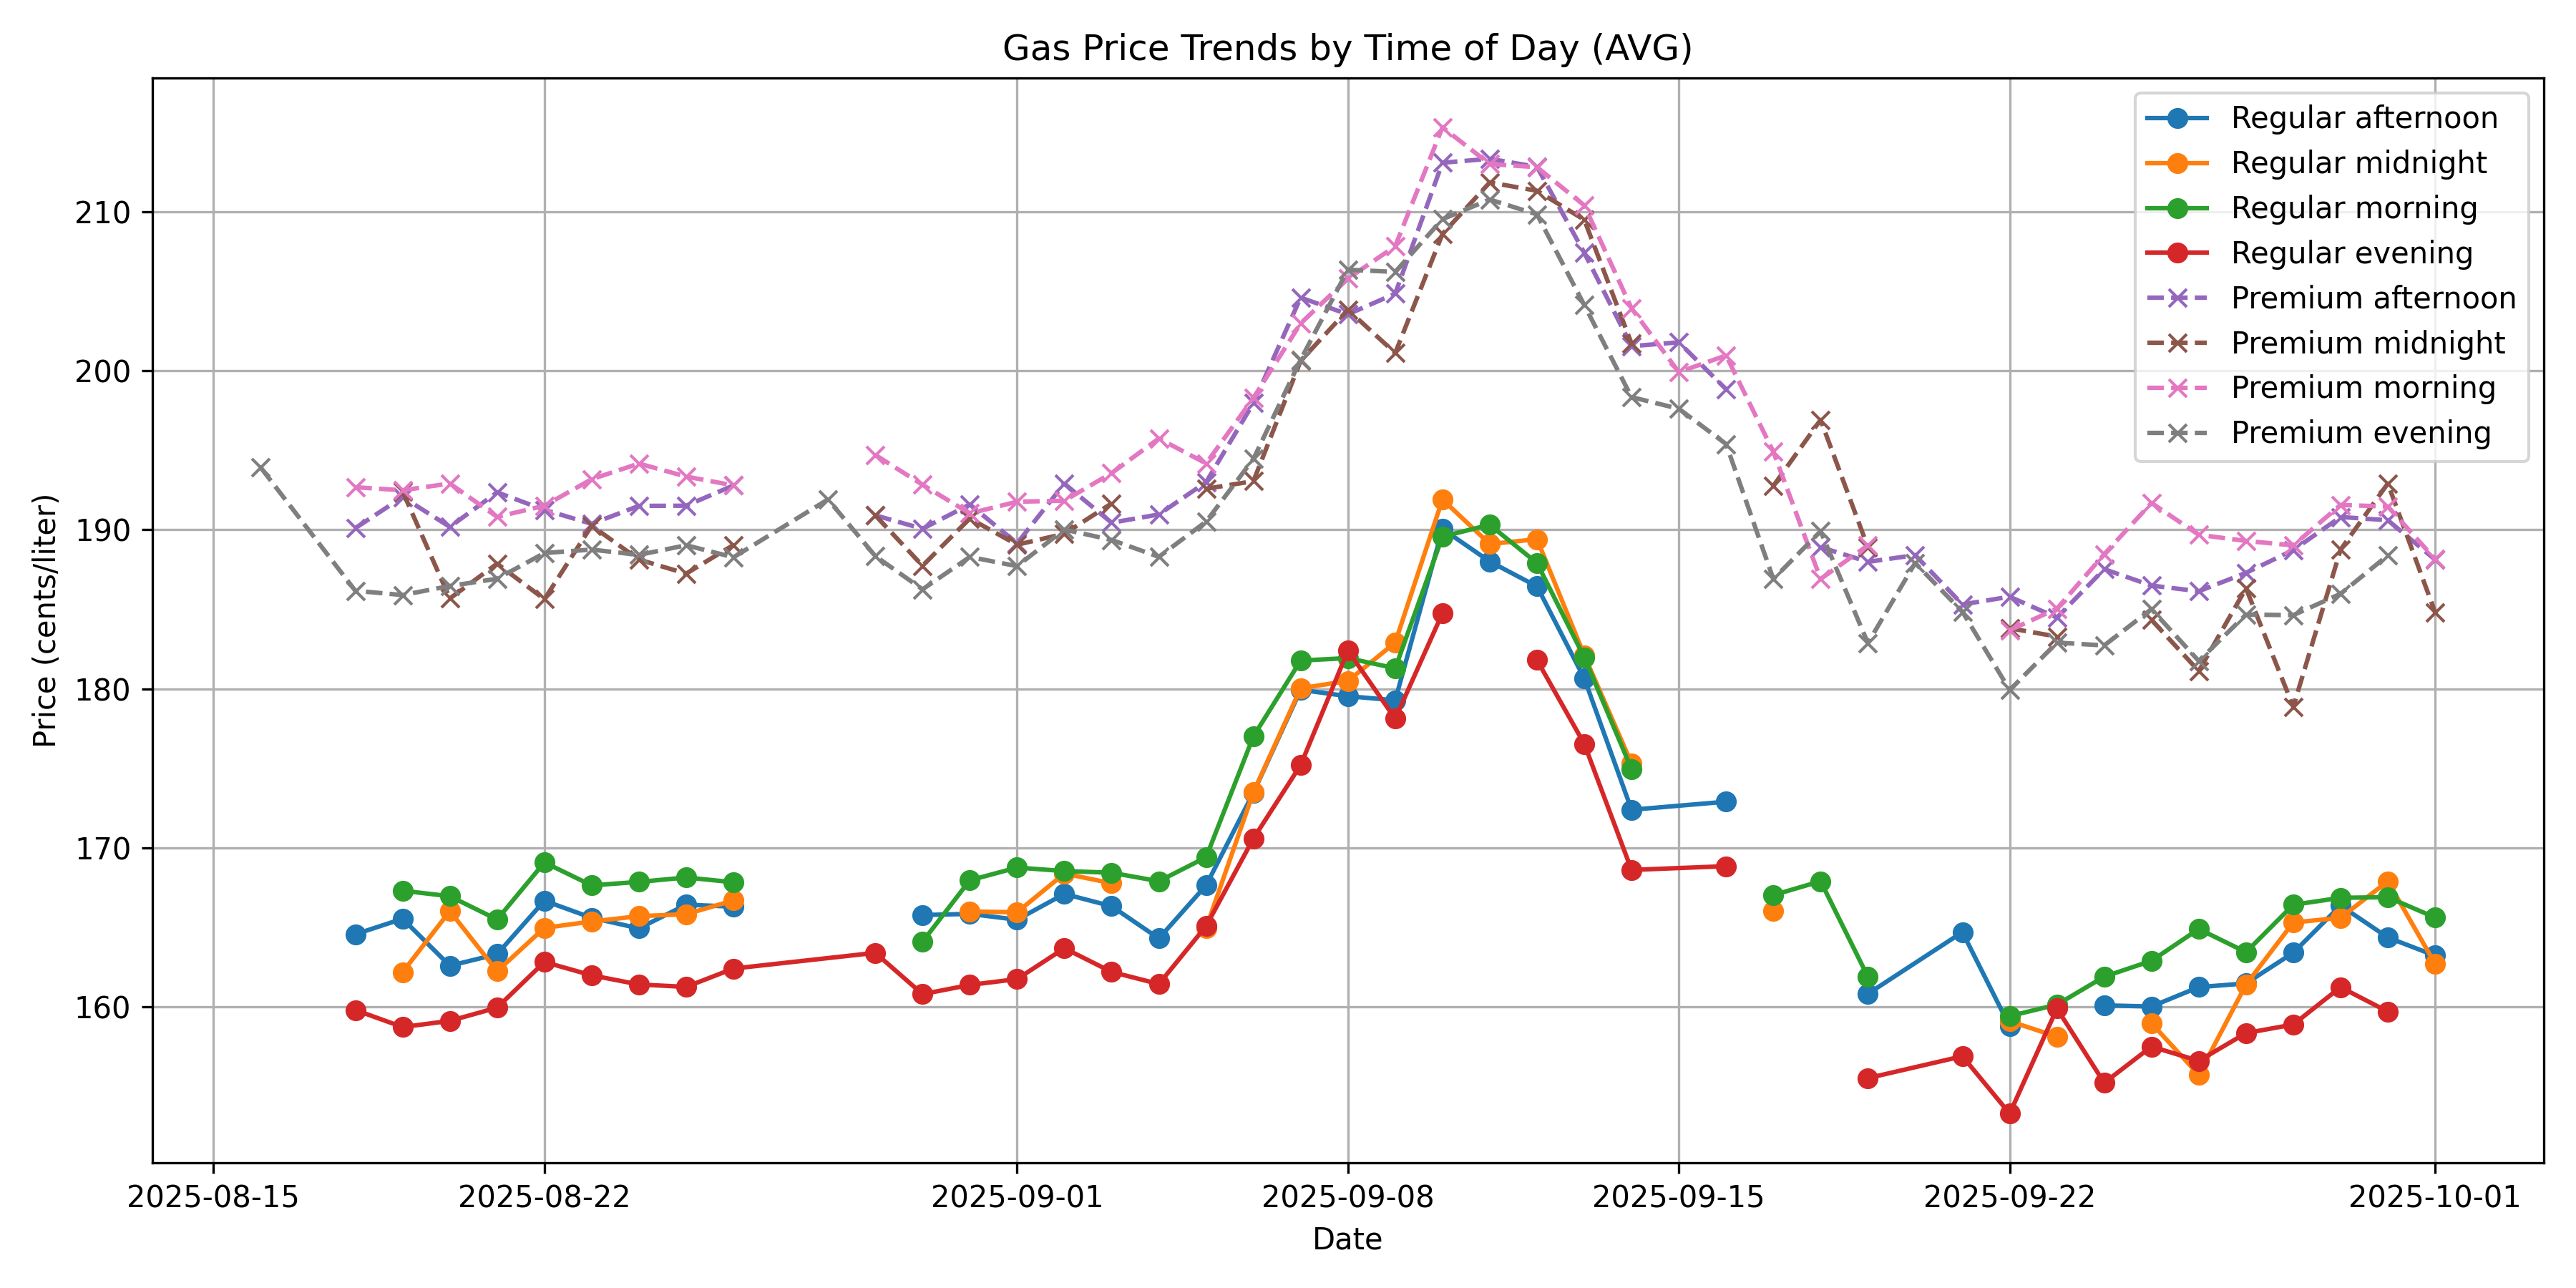 Gas Price Trends by Time of Day (AVG)
Regular afternoon
Regular midnight
Regular morning
Regular evening
Premium afternoon
Premium midnight
Premium morning
Premium evening
Price (cents/liter)
210
200
190
180
170
160
2025-08-15 2025-08-22 2025-09-01 2025-09-08 2025-09-15 2025-09-22 2025-10-01
Date